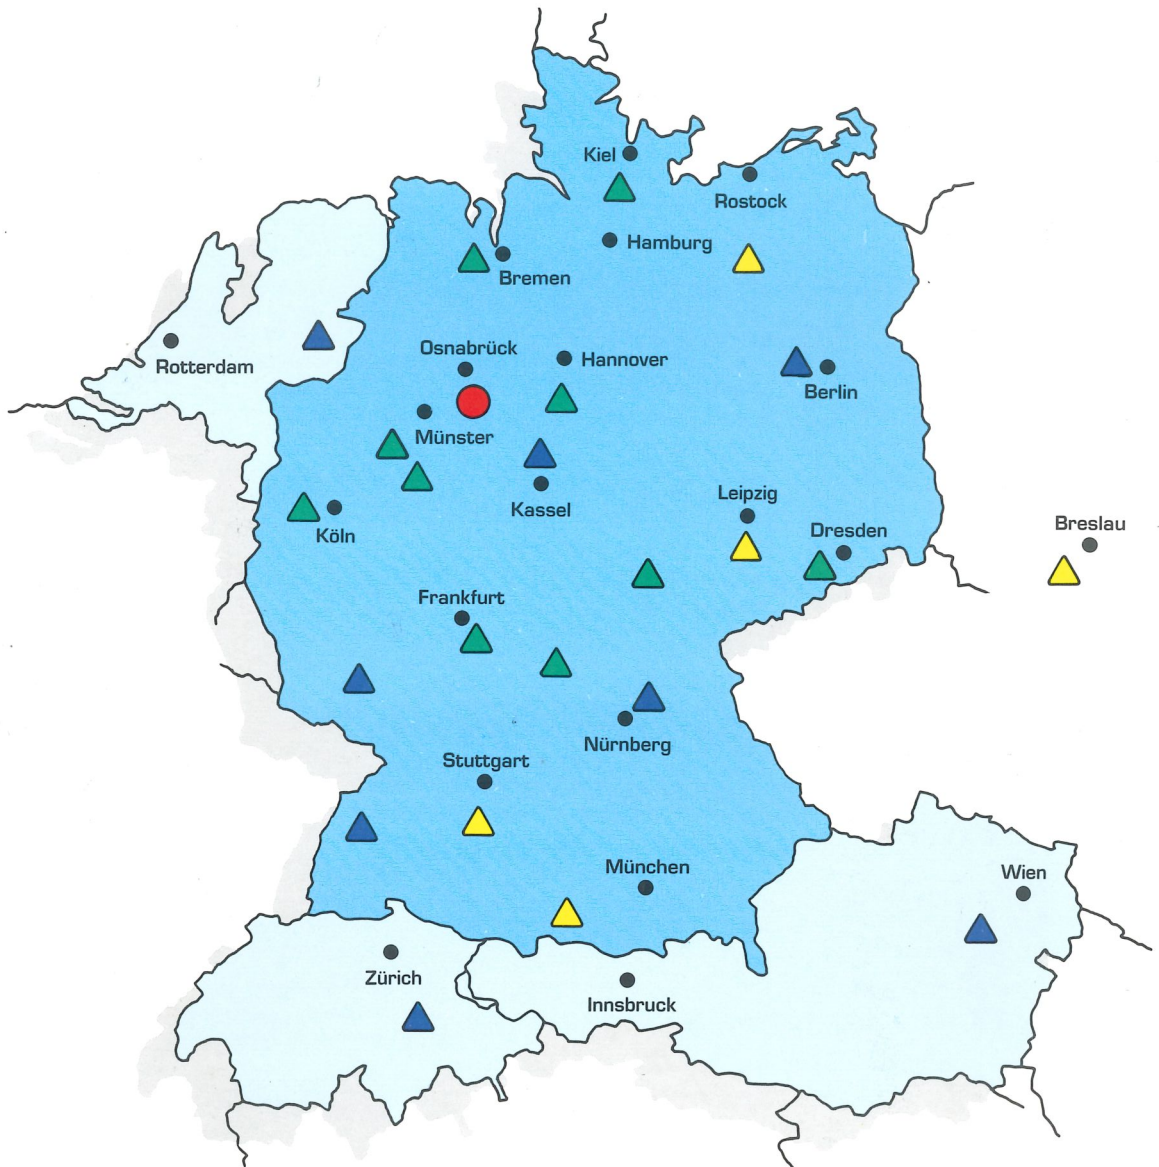 Kiel
Rostock
Hamburg
Bremen
Osnabrück
Hannover
Rotterdam
Berlin
Münster
Leipzig
Kassel
Breslau
Dresden
Köln
Frankfurt
Nürnberg
Stuttgart
München
Wien
Zürich
Innsbruck